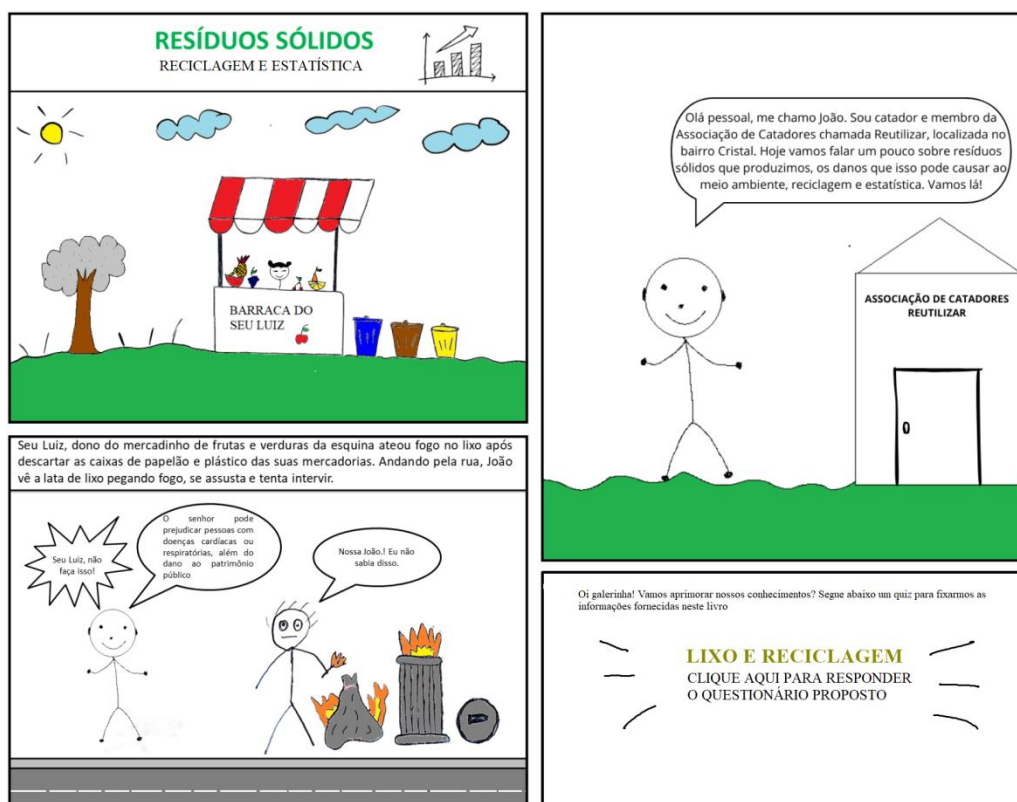 RESÍDUOS SÓLIDOS
RECICLAGEM E ESTATÍSTICA
BARRACA DO
SEU LUIZ
Olá pessoal, me chamo João. Sou catador e membro da
Associação de Catadores chamada Reutilizar, localizada no
bairro Cristal. Hoje vamos falar um pouco sobre resíduos
sólidos que produzimos, os danos que isso pode causar ao
meio ambiente, reciclagem e estatística. Vamos lá!
ASSOCIAÇÃO DE CATADORES
REUTILIZAR
Seu Luiz, dono do mercadinho de frutas e verduras da esquina ateou fogo no lixo após
descartar as caixas de papelão e plástico das suas mercadorias. Andando pela rua, João
vê a lata de lixo pegando fogo, se assusta e tenta intervir.
Seu Luiz, não
faça isso!
O senhor pode
prejudicar pessoas com
doenças cardíacas ou
respiratórias, além do
dano ao patrimônio
público
Nossa João.! Eu não
sabia disso.
Oi galerinha! Vamos aprimorar nossos conhecimentos? Segue abaixo um quiz para fixarmos as
informações fornecidas neste livro
LIXO E RECICLAGEM
CLIQUE AQUI PARA RESPONDER
O QUESTIONÁRIO PROPOSTO